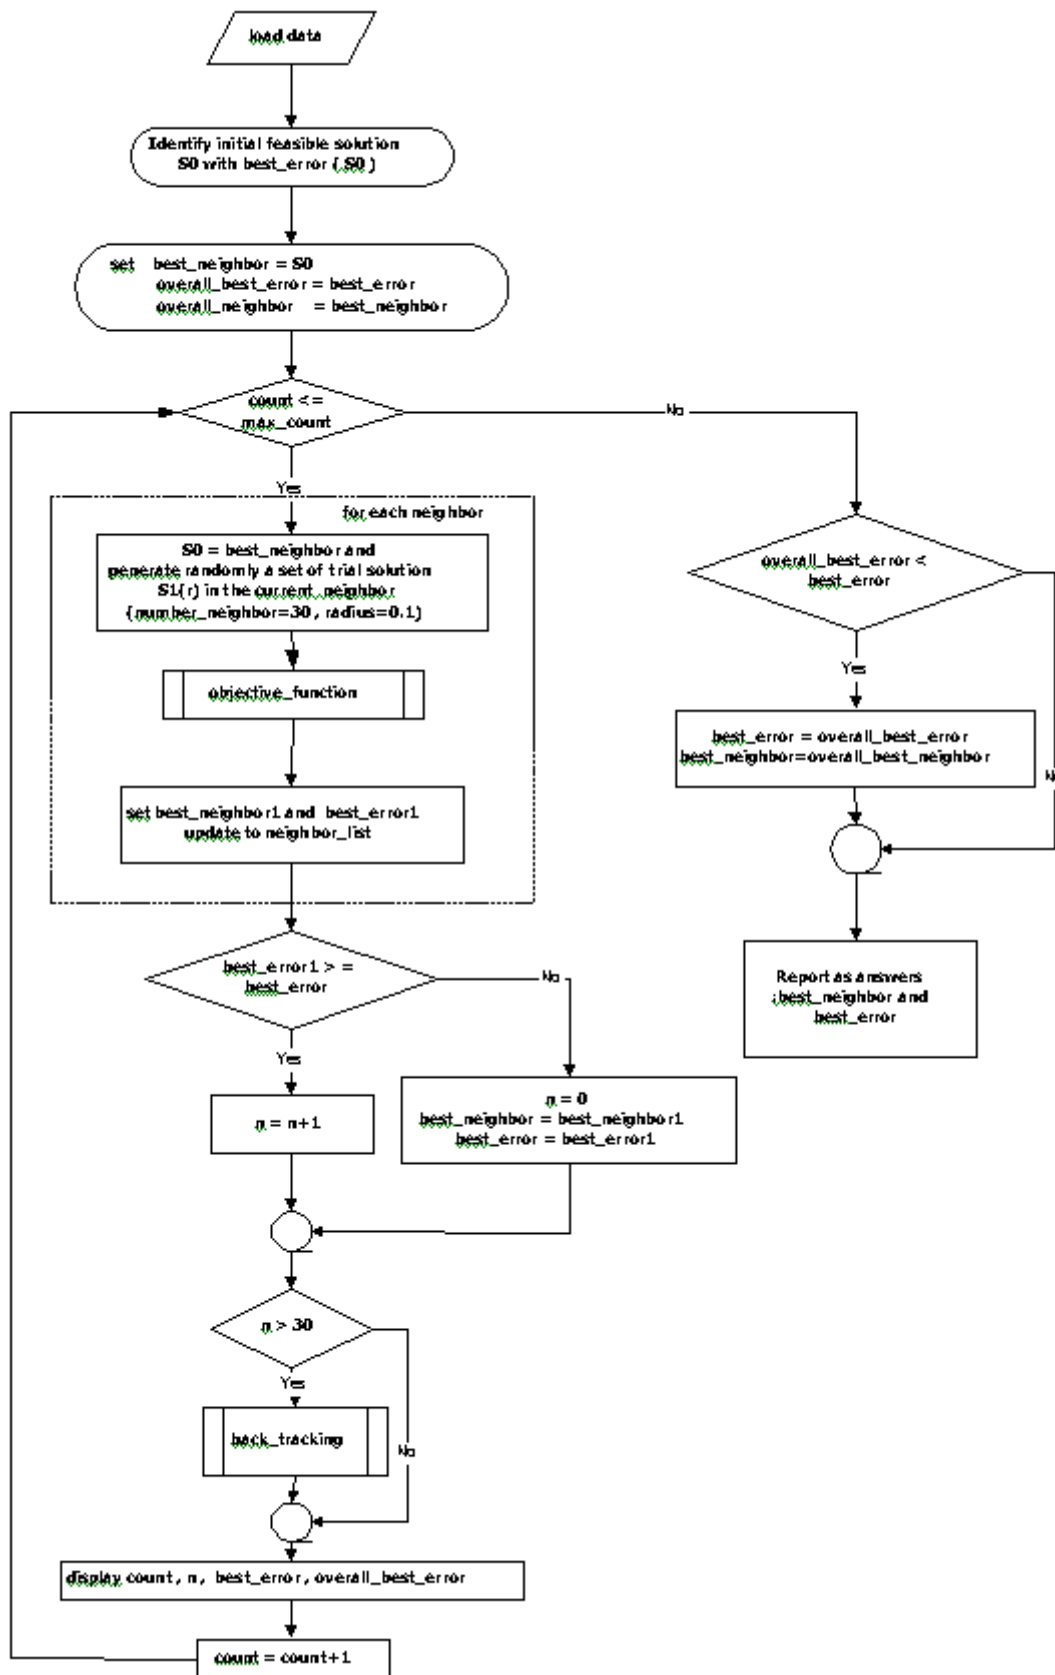 load data
Identify initial feasible solution
S0 with best_error ( S0 )
set best_neighbor = S0
overall_best_error = best_error
overall_neighbor = best_neighbor
count <=
max_count
No
Yes
for each neighbor
S0 = best_neighbor and
generate randomly a set of trial solution
S1(r) in the current neighbor
(number_neighbor=30 , radius=0.1)
objective_function
set best_neighbor1 and best_error1
update to neighbor_list
overall_best_error <
best_error
Yes
No
best_error = overall_best_error
best_neighbor=overall_best_neighbor
Report as answers
:best_neighbor and
best_error
best_error1 > =
best_error
No
Yes
n = n+1
n = 0
best_neighbor = best_neighbor1
best_error = best_error1
n > 30
Yes
No
back_tracking
display count , n , best_error , overall_best_error
count = count+1